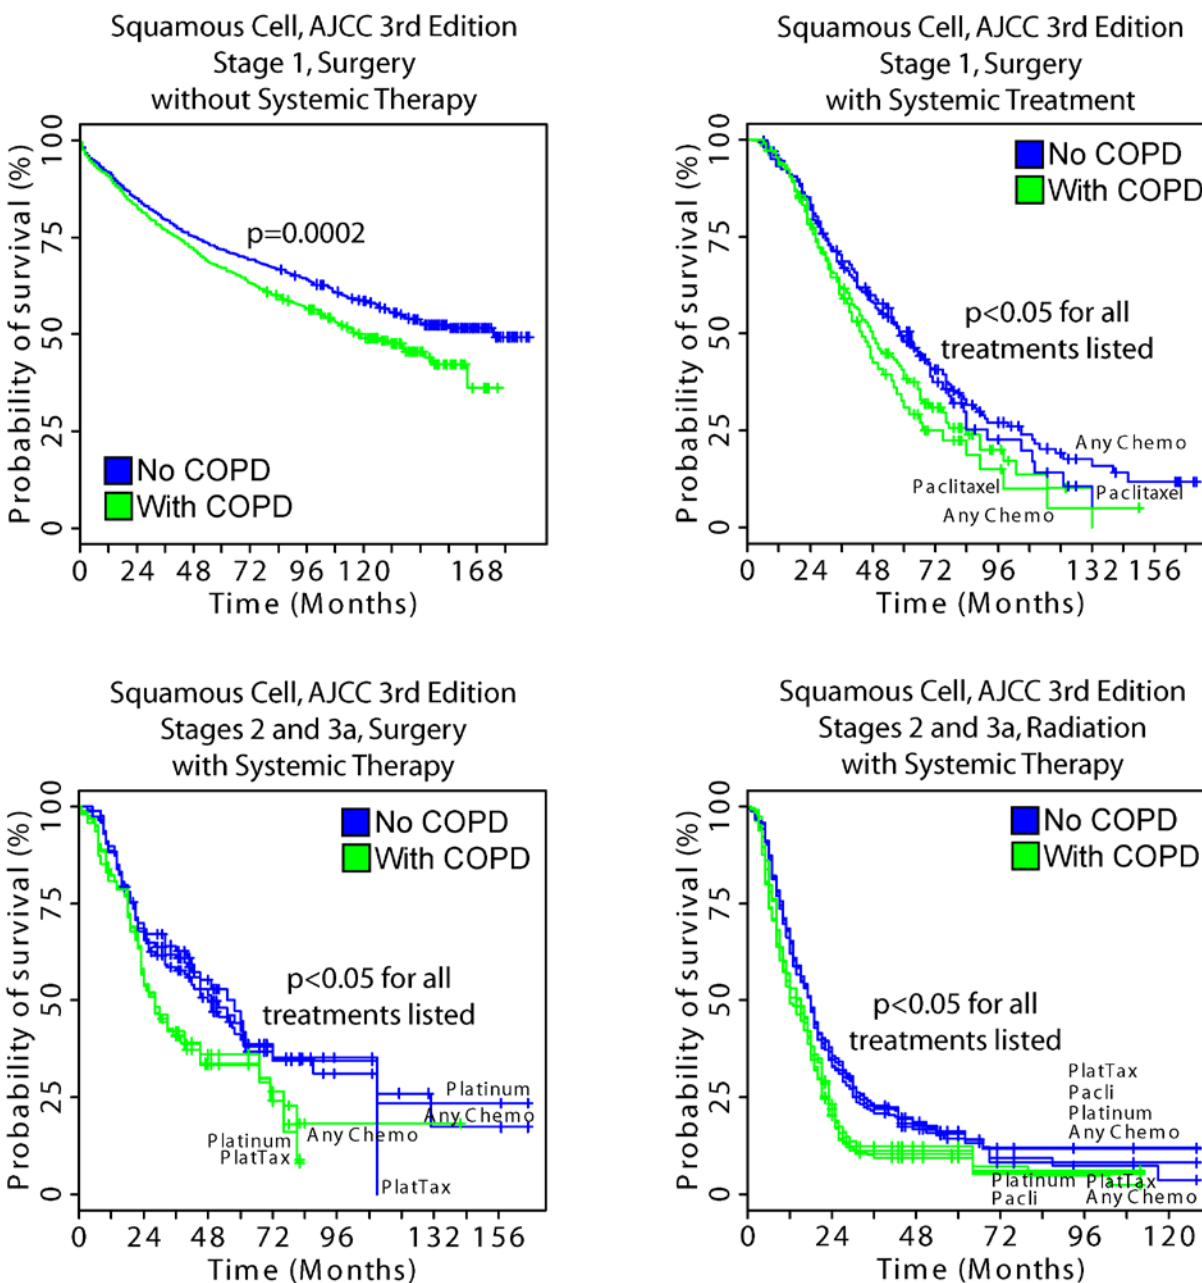 Squamous Cell, AJCC 3rd Edition
Stage 1, Surgery
without Systemic Therapy
Probability of survival (%)
100
75
50
25
0
p=0.0002
No COPD
With COPD
0 24 48 72 96 120 168
Time (Months)
Squamous Cell, AJCC 3rd Edition
Stage 1, Surgery
with Systemic Treatment
Probability of survival (%)
100
75
50
25
0
No COPD
With COPD
p<0.05 for all
treatments listed
Any Chemo
Paclitaxel
Paclitaxel
Any Chemo
0 24 48 72 96 132 156
Time (Months)
Squamous Cell, AJCC 3rd Edition
Stages 2 and 3a, Surgery
with Systemic Therapy
Probability of survival (%)
100
75
50
25
0
No COPD
With COPD
p<0.05 for all
treatments listed
Platinum
Any Chemo
Any Chemo
Platinum
PlatTax
PlatTax
0 24 48 72 96 132 156
Time (Months)
Squamous Cell, AJCC 3rd Edition
Stages 2 and 3a, Radiation
with Systemic Therapy
Probability of survival (%)
100
75
50
25
0
No COPD
With COPD
p<0.05 for all
treatments listed
PlatTax
Pacli
Platinum
Any Chemo
Platinum PlatTax
Pacli Any Chemo
0 24 48 72 96 120
Time (Months)